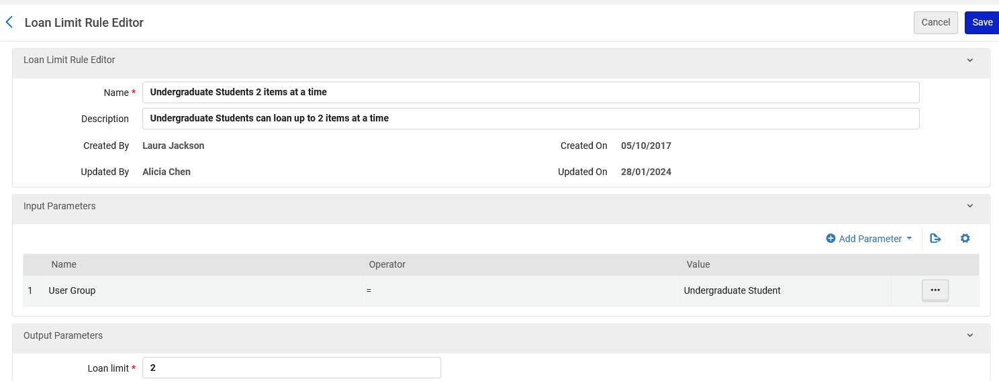 Loan Limit Rule Editor
Cancel
Save
Loan Limit Rule Editor
Name * Undergraduate Students 2 items at a time
Description Undergraduate Students can loan up to 2 items at a time
Created By Laura Jackson Created On 05/10/2017
Updated By Alicia Chen Updated On 28/01/2024
Input Parameters
Add Parameter
Name Operator Value
1 User Group = Undergraduate Student
Output Parameters
Loan limit * 2